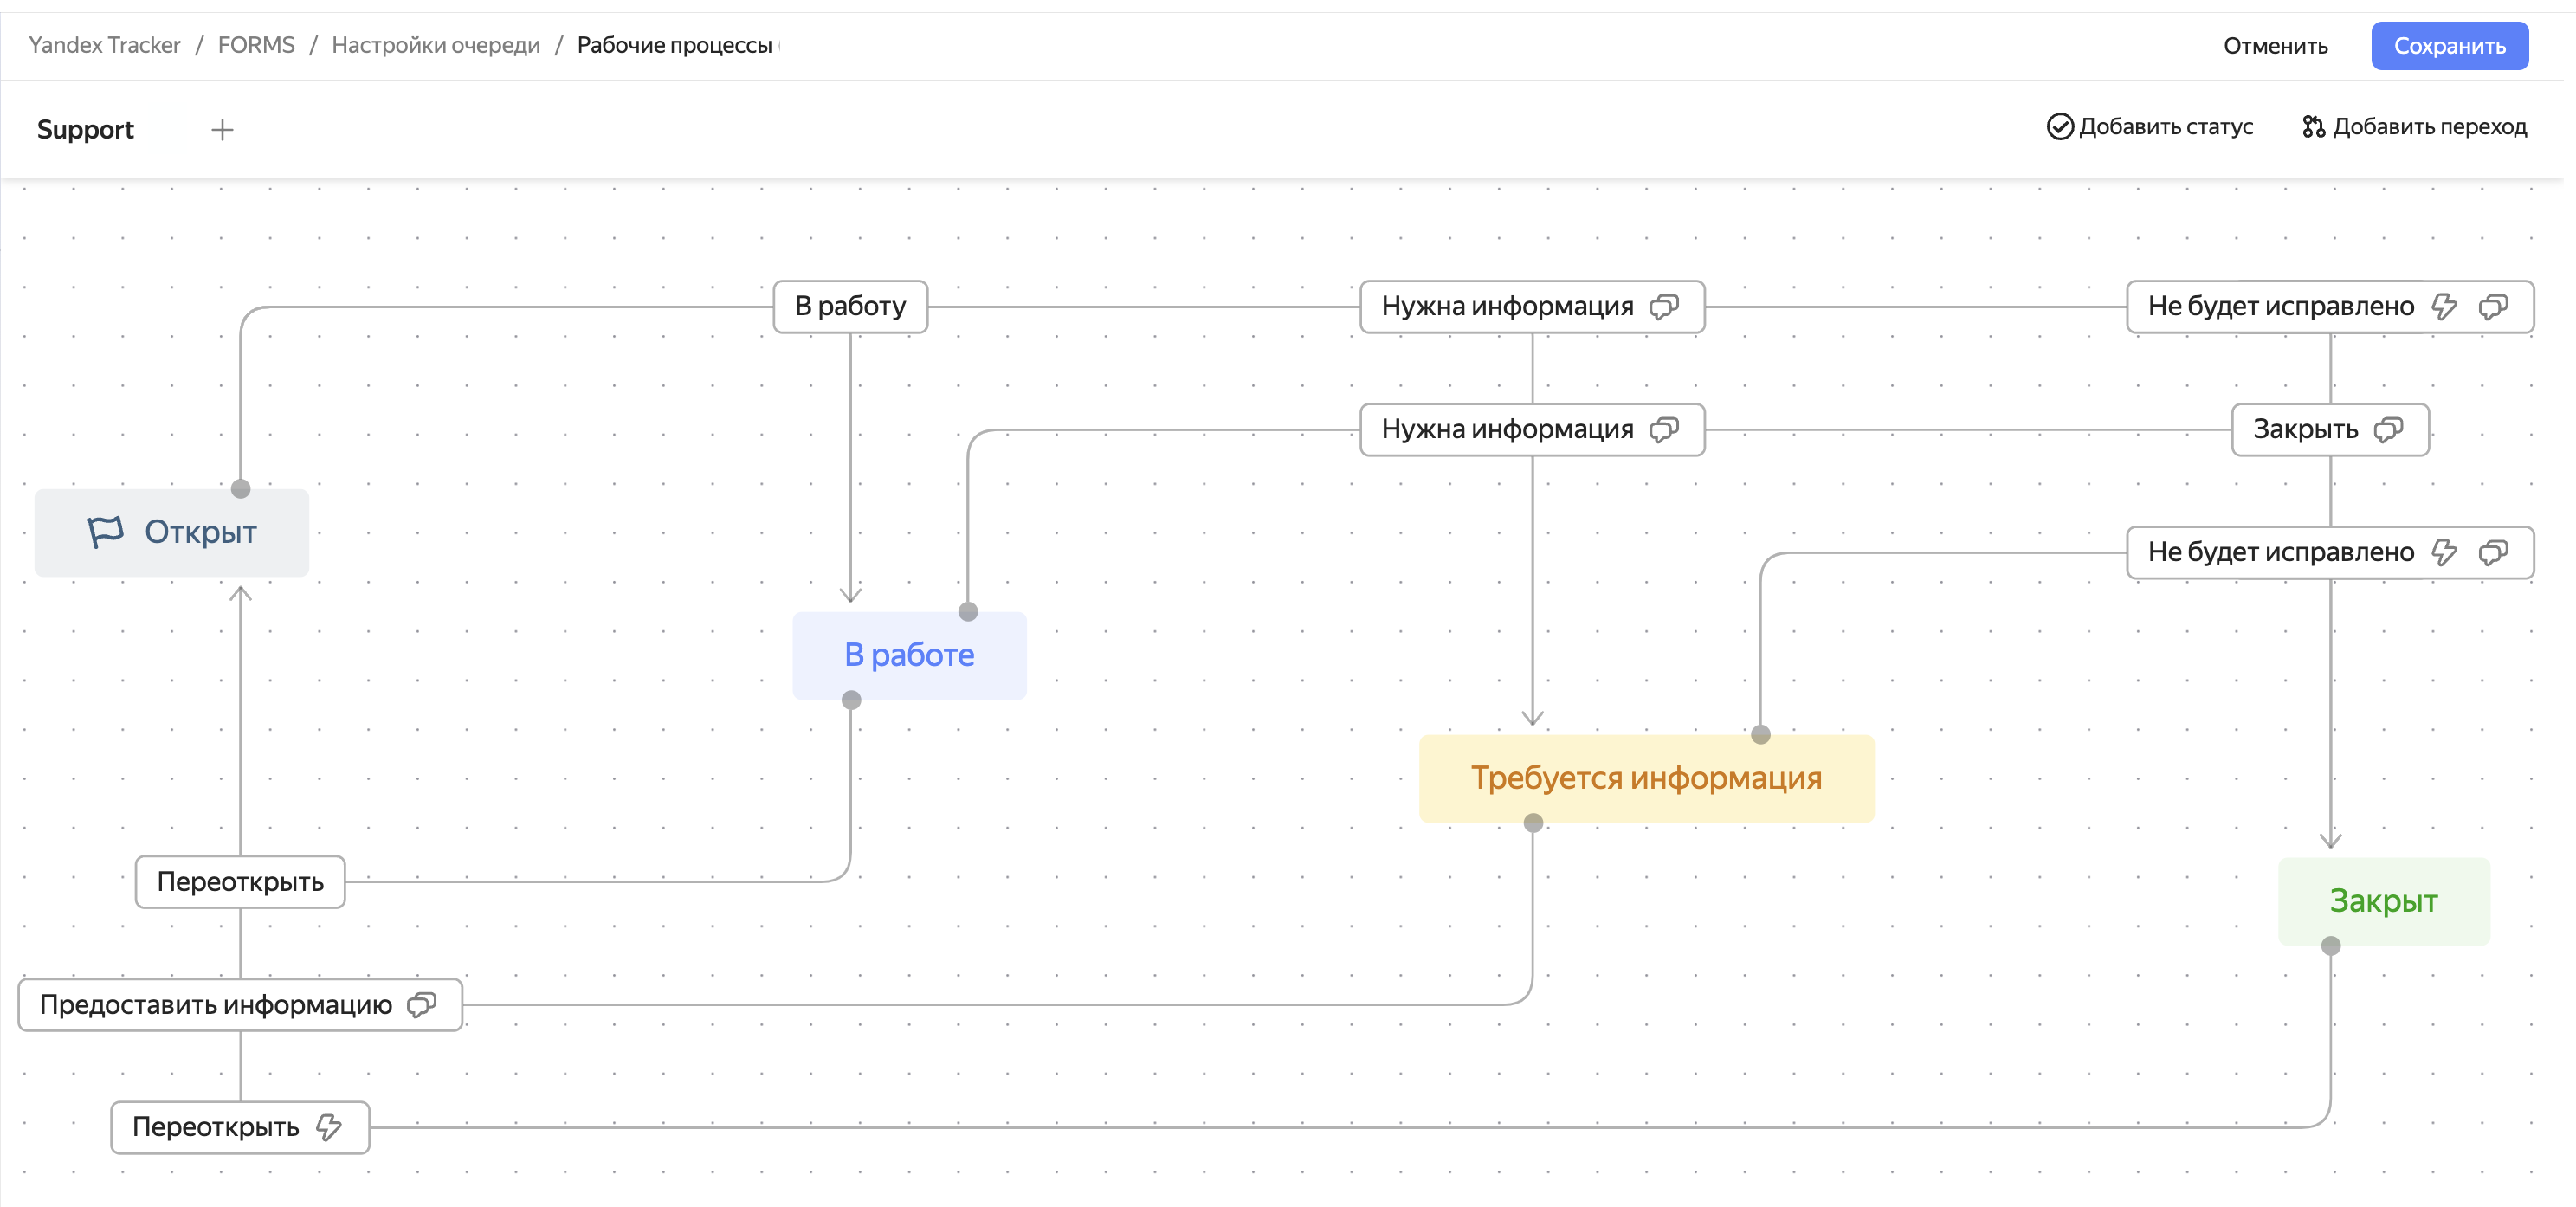 Yandex Tracker / FORMS / Настройки очереди / Рабочие процессы
Отменить
Сохранить
Support
Добавить статус
Добавить переход
В работу
Нужна информация
Не будет исправлено
Нужна информация
Закрыть
Открыт
Не будет исправлено
В работе
Требуется информация
Переоткрыть
Закрыт
Предоставить информацию
Переоткрыть